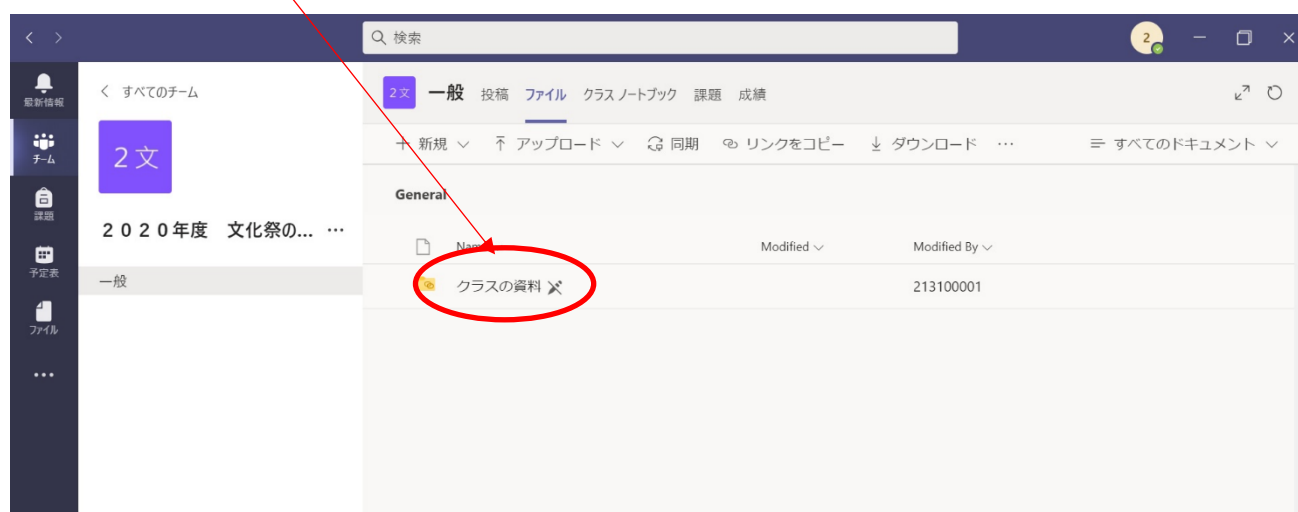 検索
2
最新情報
チーム
課題
予定表
ファイル
すべてのチーム
2文
2020年度　文化祭の... …
一般
2文 一般 投稿 ファイル クラス ノートブック 課題 成績
新規 アップロード 同期 リンクをコピー ダウンロード … すべてのドキュメント
General
Modified Modified By
クラスの資料 213100001